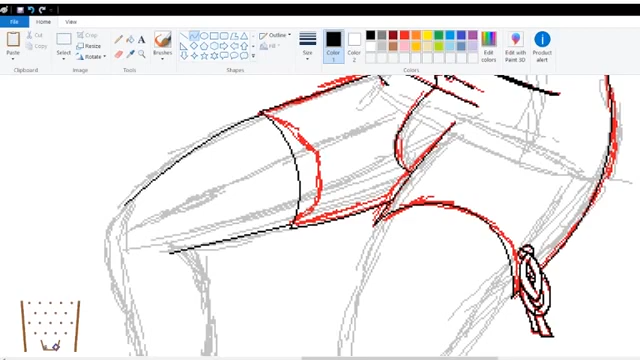 File Home View
Paste
Cut
Copy
Clipboard
Select
Crop
Resize
Rotate
Image
A
Tools
Brushes
Shapes
Outline
Fill
Size
Color
1
Color
2
Colors
Edit
colors
Edit with
Paint 3D
Product
alert